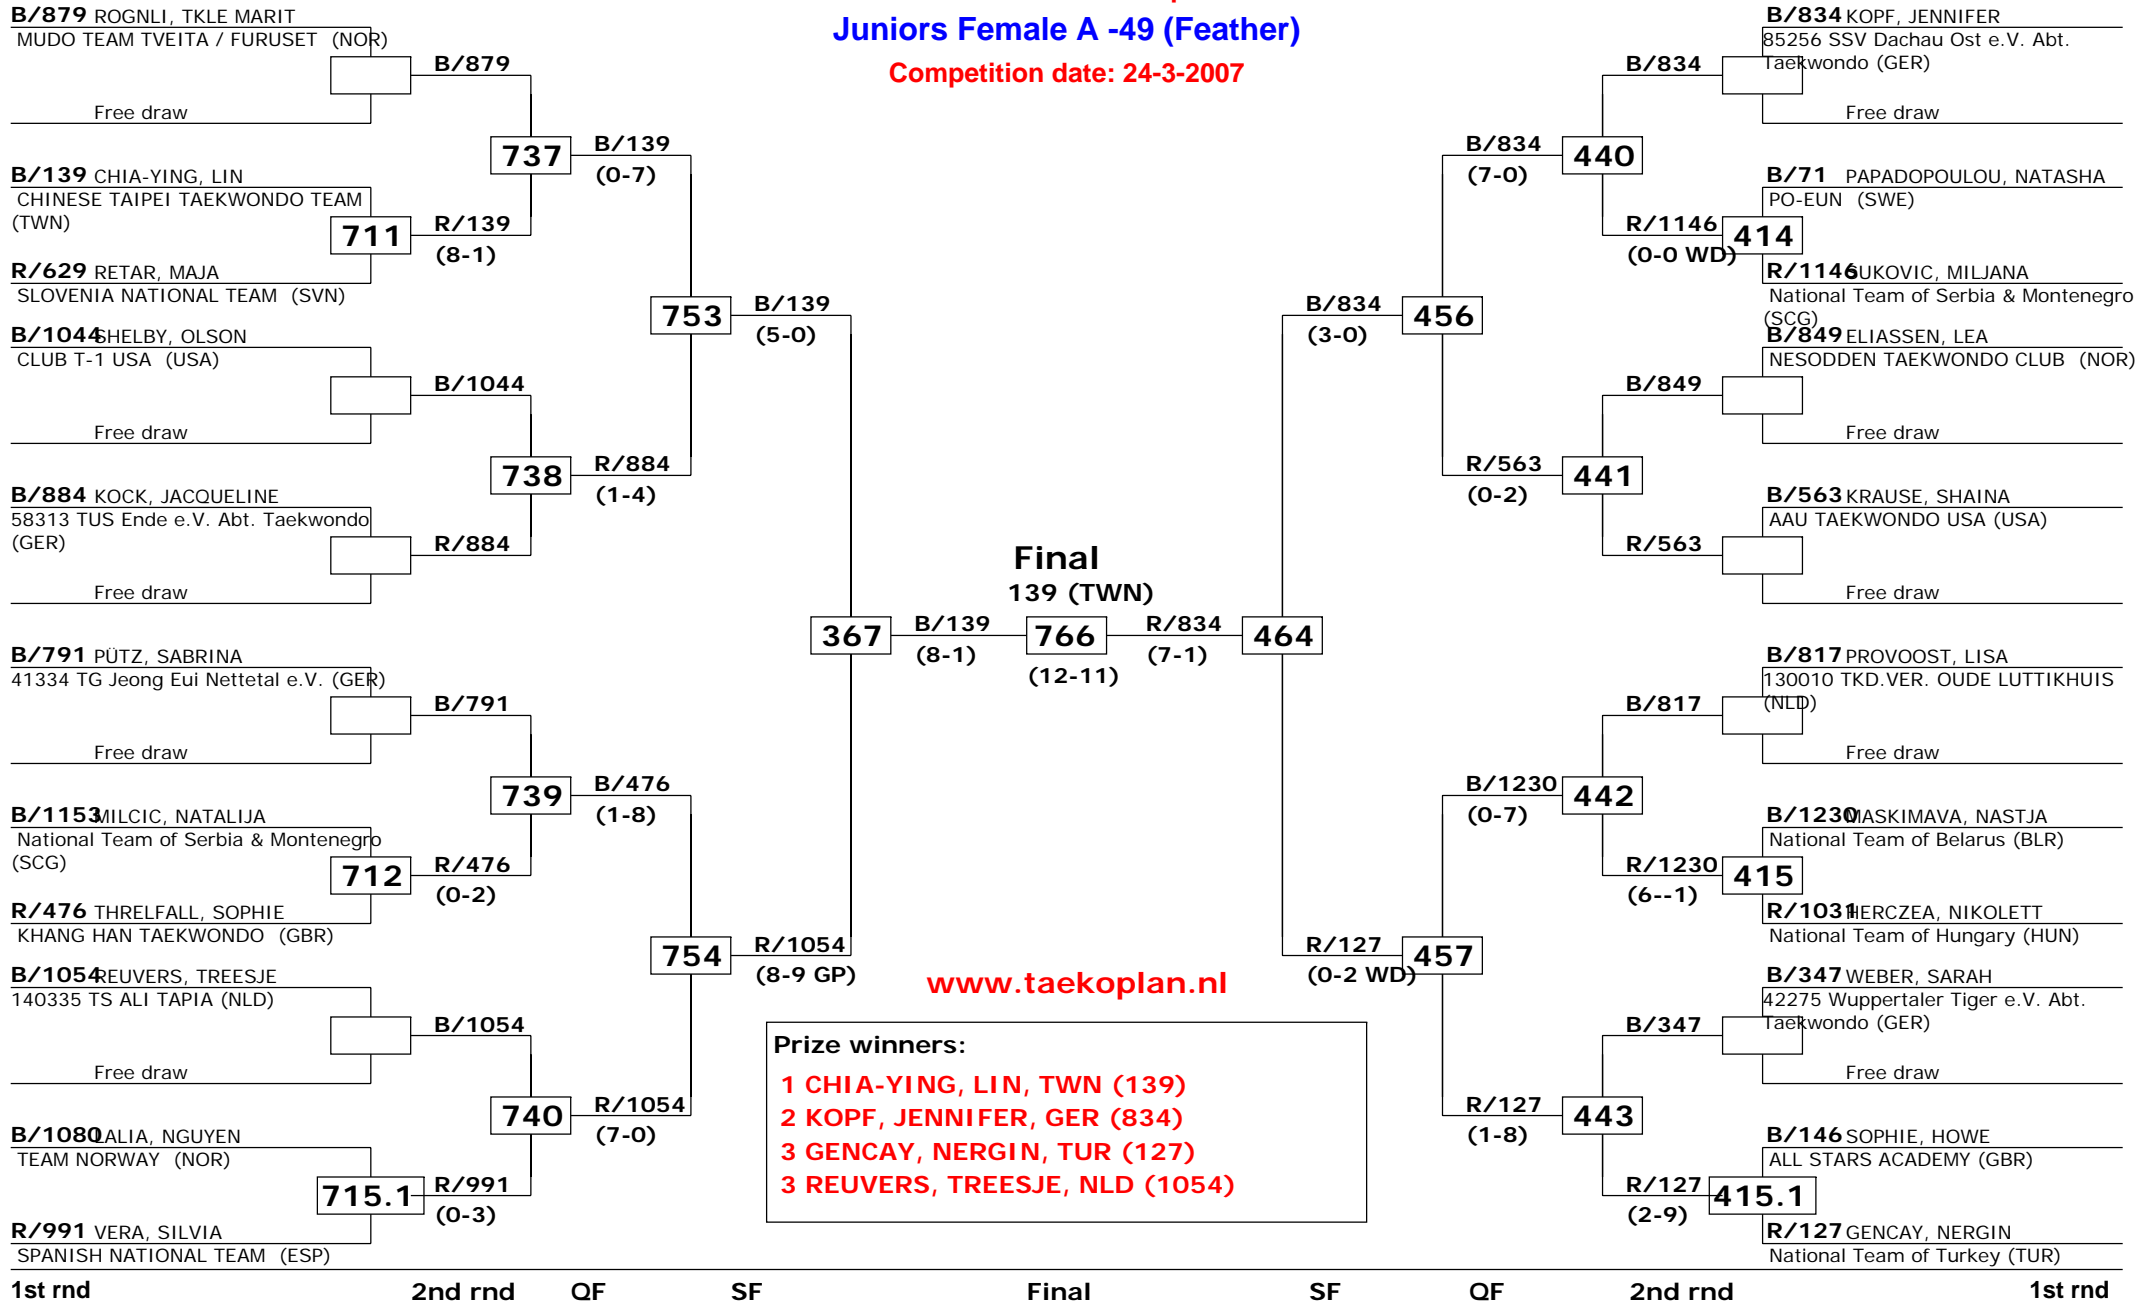 Juniors Female A -49 (Feather)
Competition date: 24-3-2007
B/879 ROGNLI, TKLE MARIT
MUDO TEAM TVEITA / FURUSET (NOR)
B/879
Free draw
737
B/139
(0-7)
B/139 CHIA-YING, LIN
CHINESE TAIPEI TAEKWONDO TEAM
(TWN)
711
R/139
(8-1)
R/629 RETAR, MAJA
SLOVENIA NATIONAL TEAM (SVN)
753
B/139
(5-0)
B/1044 SHELBY, OLSON
CLUB T-1 USA (USA)
B/1044
Free draw
738
R/884
(1-4)
B/884 KOCK, JACQUELINE
58313 TUS Ende e.V. Abt. Taekwondo
(GER)
R/884
Free draw
367
B/139
(8-1)
B/791 PÜTZ, SABRINA
41334 TG Jeong Eui Nettetal e.V. (GER)
B/791
Free draw
739
B/476
(1-8)
B/1153 MILCIC, NATALIJA
National Team of Serbia & Montenegro
(SCG)
712
R/476
(0-2)
R/476 THRELFALL, SOPHIE
KHANG HAN TAEKWONDO (GBR)
754
R/1054
(8-9 GP)
B/1054 REUVERS, TREESJE
140335 TS ALI TAPIA (NLD)
B/1054
Free draw
740
R/1054
(7-0)
B/1080 LALIA, NGUYEN
TEAM NORWAY (NOR)
715.1
R/991
(0-3)
R/991 VERA, SILVIA
SPANISH NATIONAL TEAM (ESP)
Final
139 (TWN)
766
(12-11)
R/834
(7-1)
464
B/834 KOPF, JENNIFER
85256 SSV Dachau Ost e.V. Abt.
Taekwondo (GER)
B/834
Free draw
B/834
(7-0)
440
B/71 PAPADOPOULOU, NATASHA
PO-EUN (SWE)
R/1146
(0-0 WD)
414
R/1146 SUKOVIC, MILJANA
National Team of Serbia & Montenegro
(SCG)
B/834
(3-0)
456
B/849 ELIASSEN, LEA
NESODDEN TAEKWONDO CLUB (NOR)
B/849
Free draw
R/563
(0-2)
441
B/563 KRAUSE, SHAINA
AAU TAEKWONDO USA (USA)
R/563
Free draw
B/817 PROVOOST, LISA
130010 TKD.VER. OUDE LUTTIKHUIS
(NLD)
B/817
Free draw
B/1230
(0-7)
442
B/1230 MASKIMAVA, NASTJA
National Team of Belarus (BLR)
R/1230
(6--1)
415
R/1031 HERCZEA, NIKOLETT
National Team of Hungary (HUN)
R/127
(0-2 WD)
457
B/347 WEBER, SARAH
42275 Wuppertaler Tiger e.V. Abt.
Taekwondo (GER)
B/347
Free draw
R/127
(1-8)
443
B/146 SOPHIE, HOWE
ALL STARS ACADEMY (GBR)
R/127
(2-9)
415.1
R/127 GENCAY, NERGIN
National Team of Turkey (TUR)
www.taekoplan.nl
Prize winners:
1 CHIA-YING, LIN, TWN (139)
2 KOPF, JENNIFER, GER (834)
3 GENCAY, NERGIN, TUR (127)
3 REUVERS, TREESJE, NLD (1054)
1st rnd 2nd rnd QF SF Final SF QF 2nd rnd 1st rnd